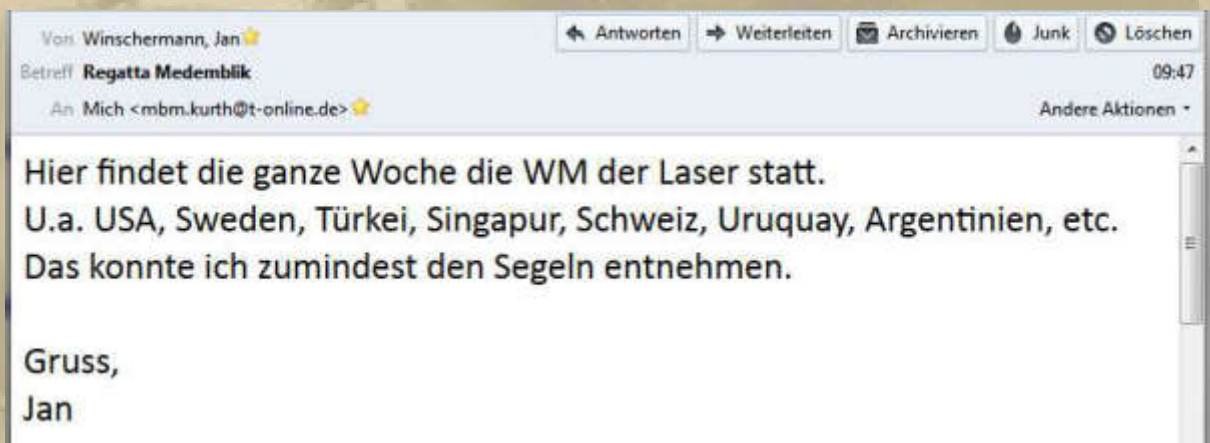 Von Winschermann, Jan
Antworten Weiterleiten Archivieren Junk Löschen
Betreff Regatta Medemblik
09:47
An Mich <mbm.kurth@t-online.de>
Andere Aktionen
Hier findet die ganze Woche die WM der Laser statt.
U.a. USA, Sweden, Türkei, Singapur, Schweiz, Uruquay, Argentinien, etc.
Das konnte ich zumindest den Segeln entnehmen.
Gruss,
Jan